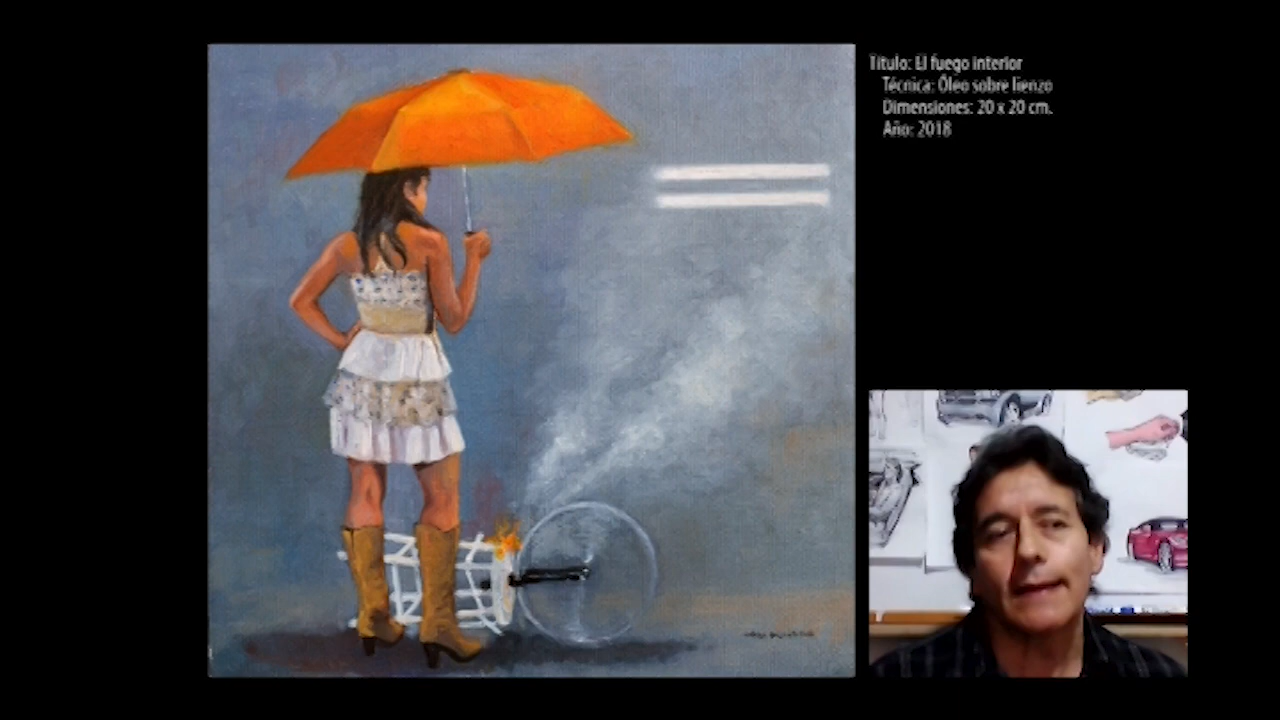 Título: El fuego interior
Técnica: Óleo sobre lienzo
Dimensiones: 20 x 20 cm.
Año: 2018